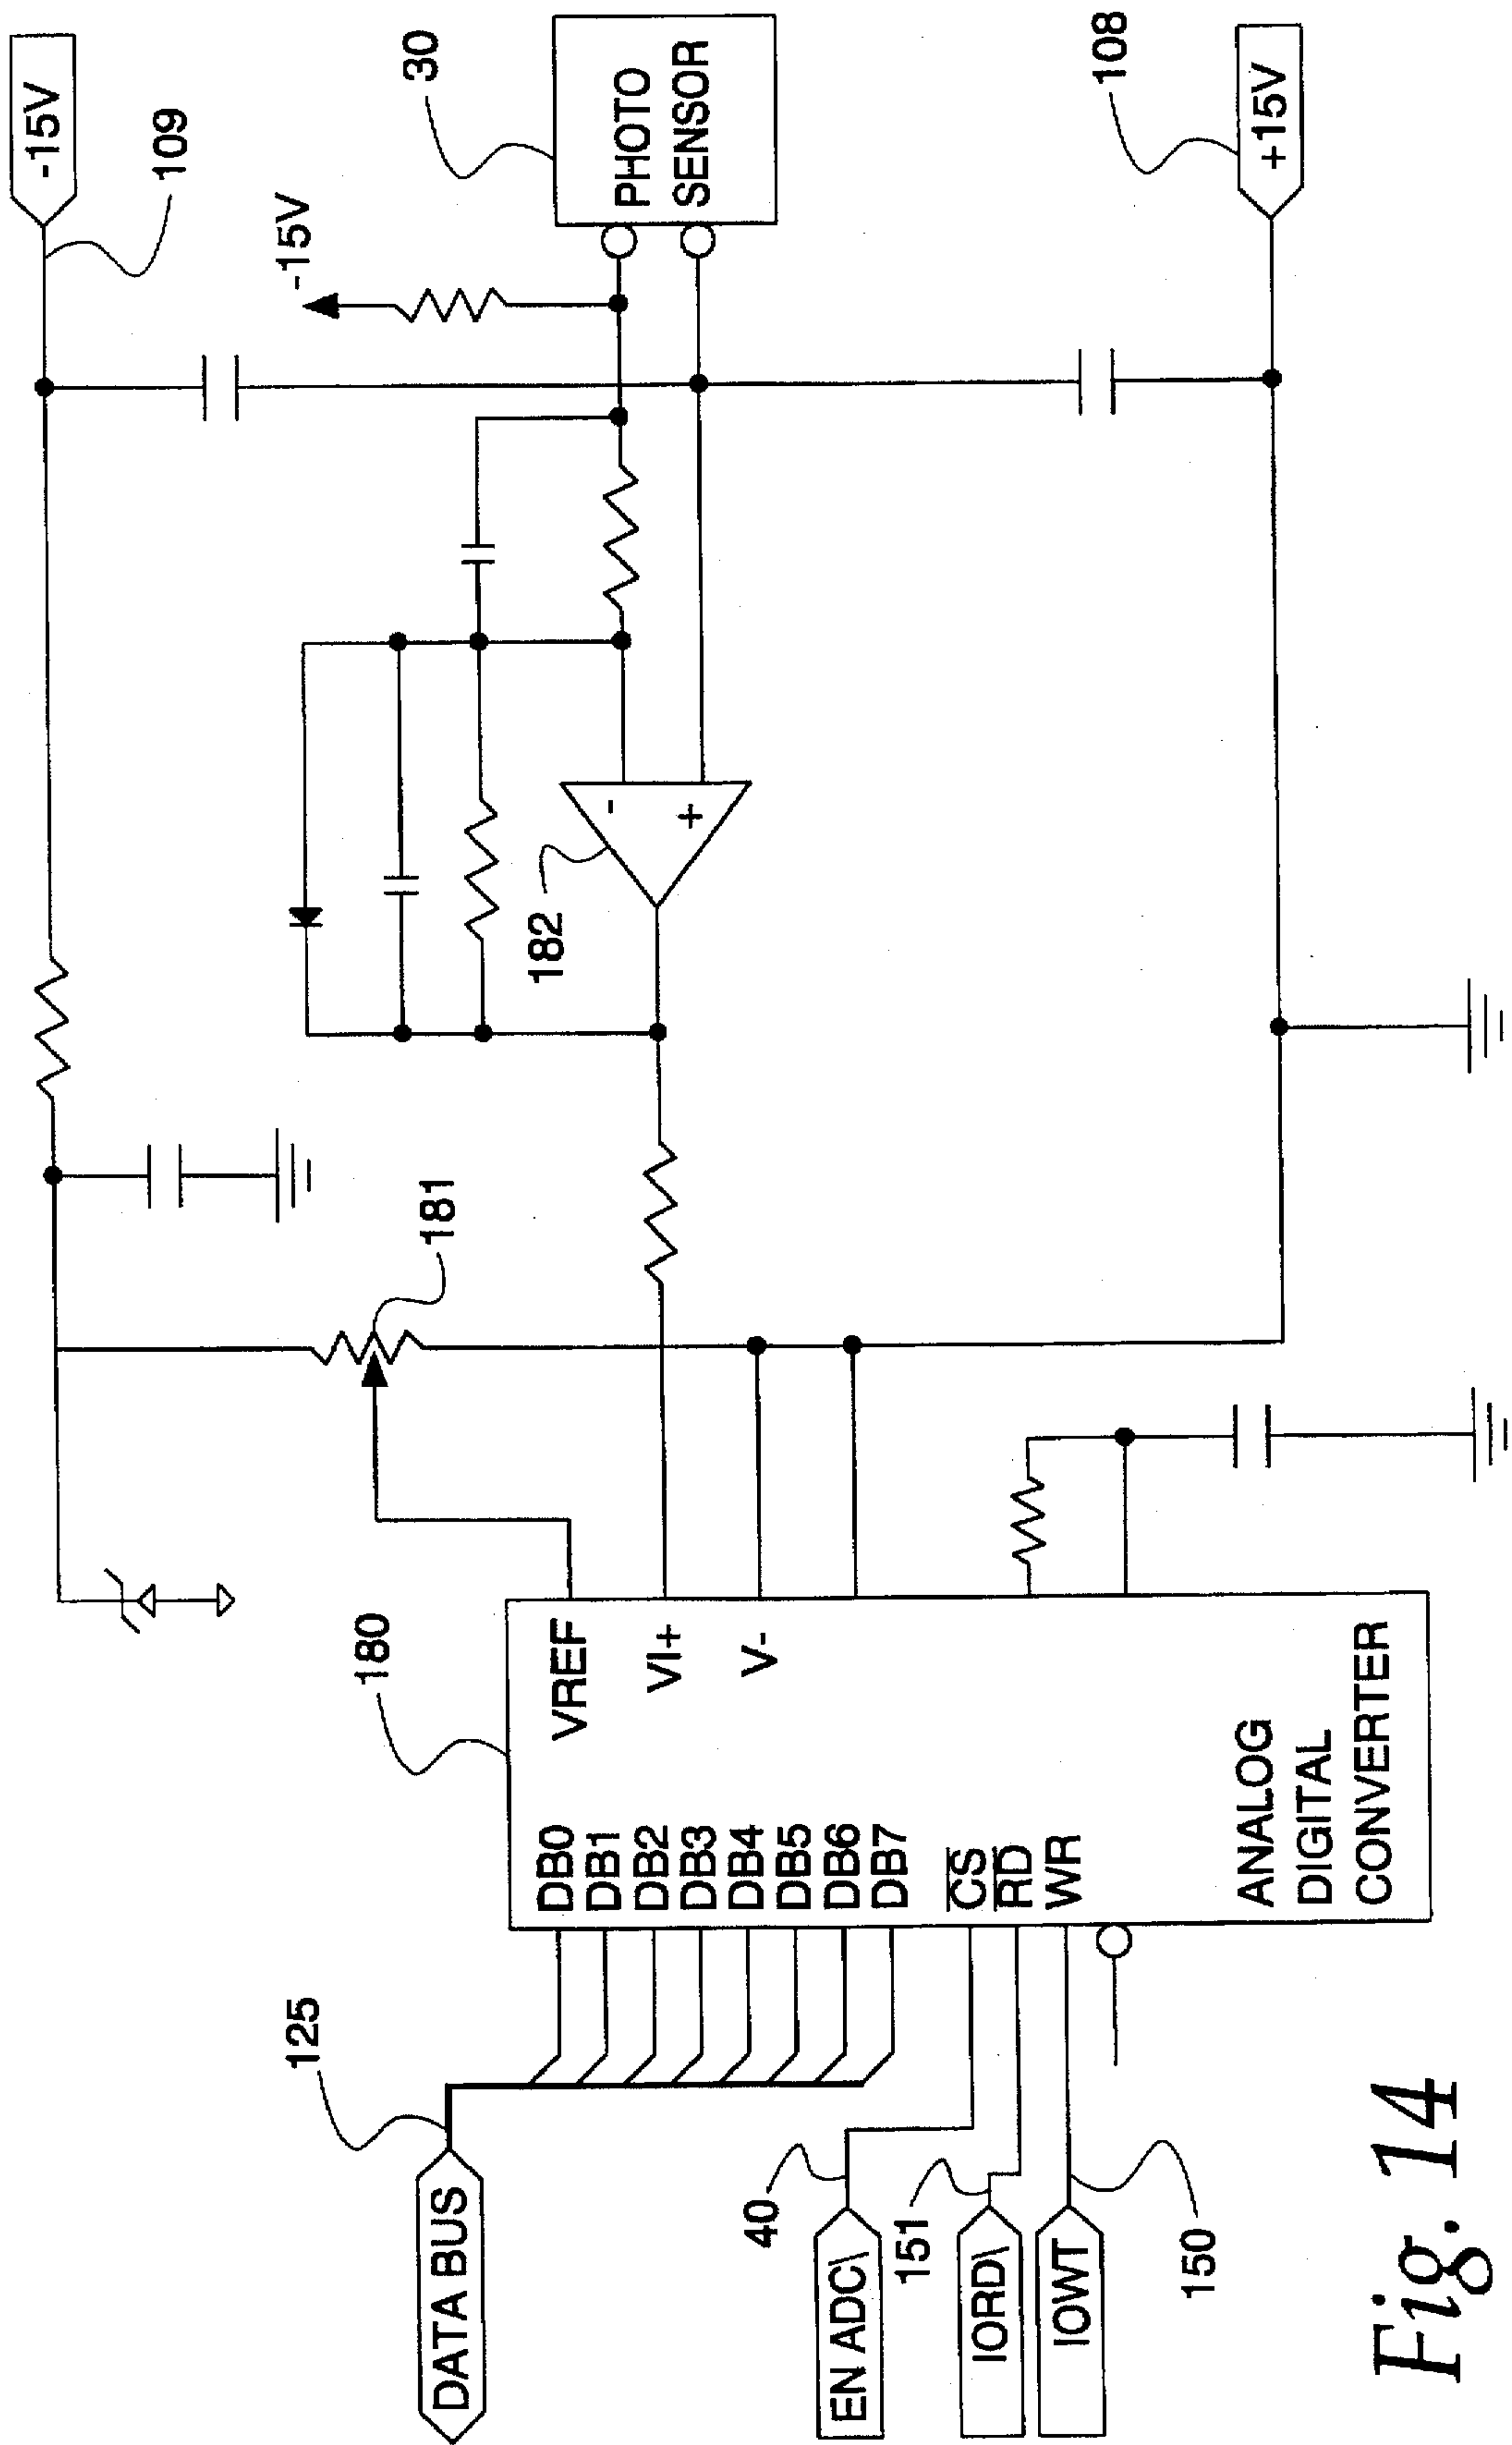 -15V
109
-15V
30
PHOTO
SENSOR
108
+15V
-
+
182
181
180
VREF
VI+
V-
DB0
DB1
DB2
DB3
DB4
DB5
DB6
DB7
CS
RD
WR
ANALOG
DIGITAL
CONVERTER
125
DATA BUS
40
EN ADC\
151
IORD\
IOWT
150
Fig. 14